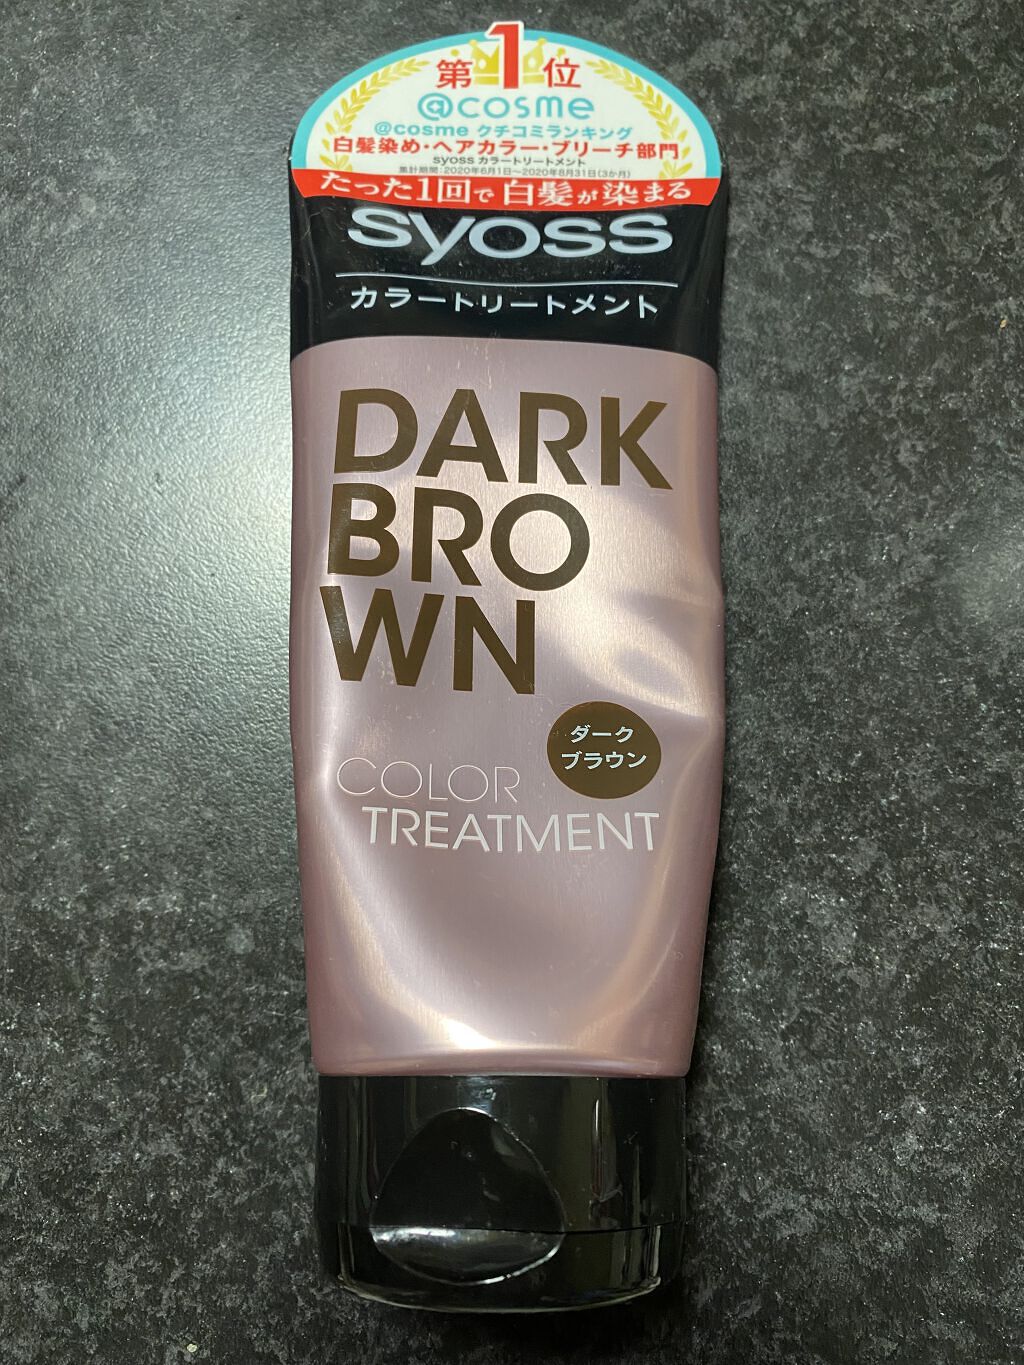 第1位
@cosme
@cosme クチコミランキング
白髪染め・ヘアカラー・ブリーチ部門
syoss カラートリートメント
集計期間:2020年6月1日〜2020年8月31日(3か月)
たった1回で白髪が染まる
syoss
カラートリートメント
DARK
BRO
WN
ダーク
ブラウン
COLOR
TREATMENT